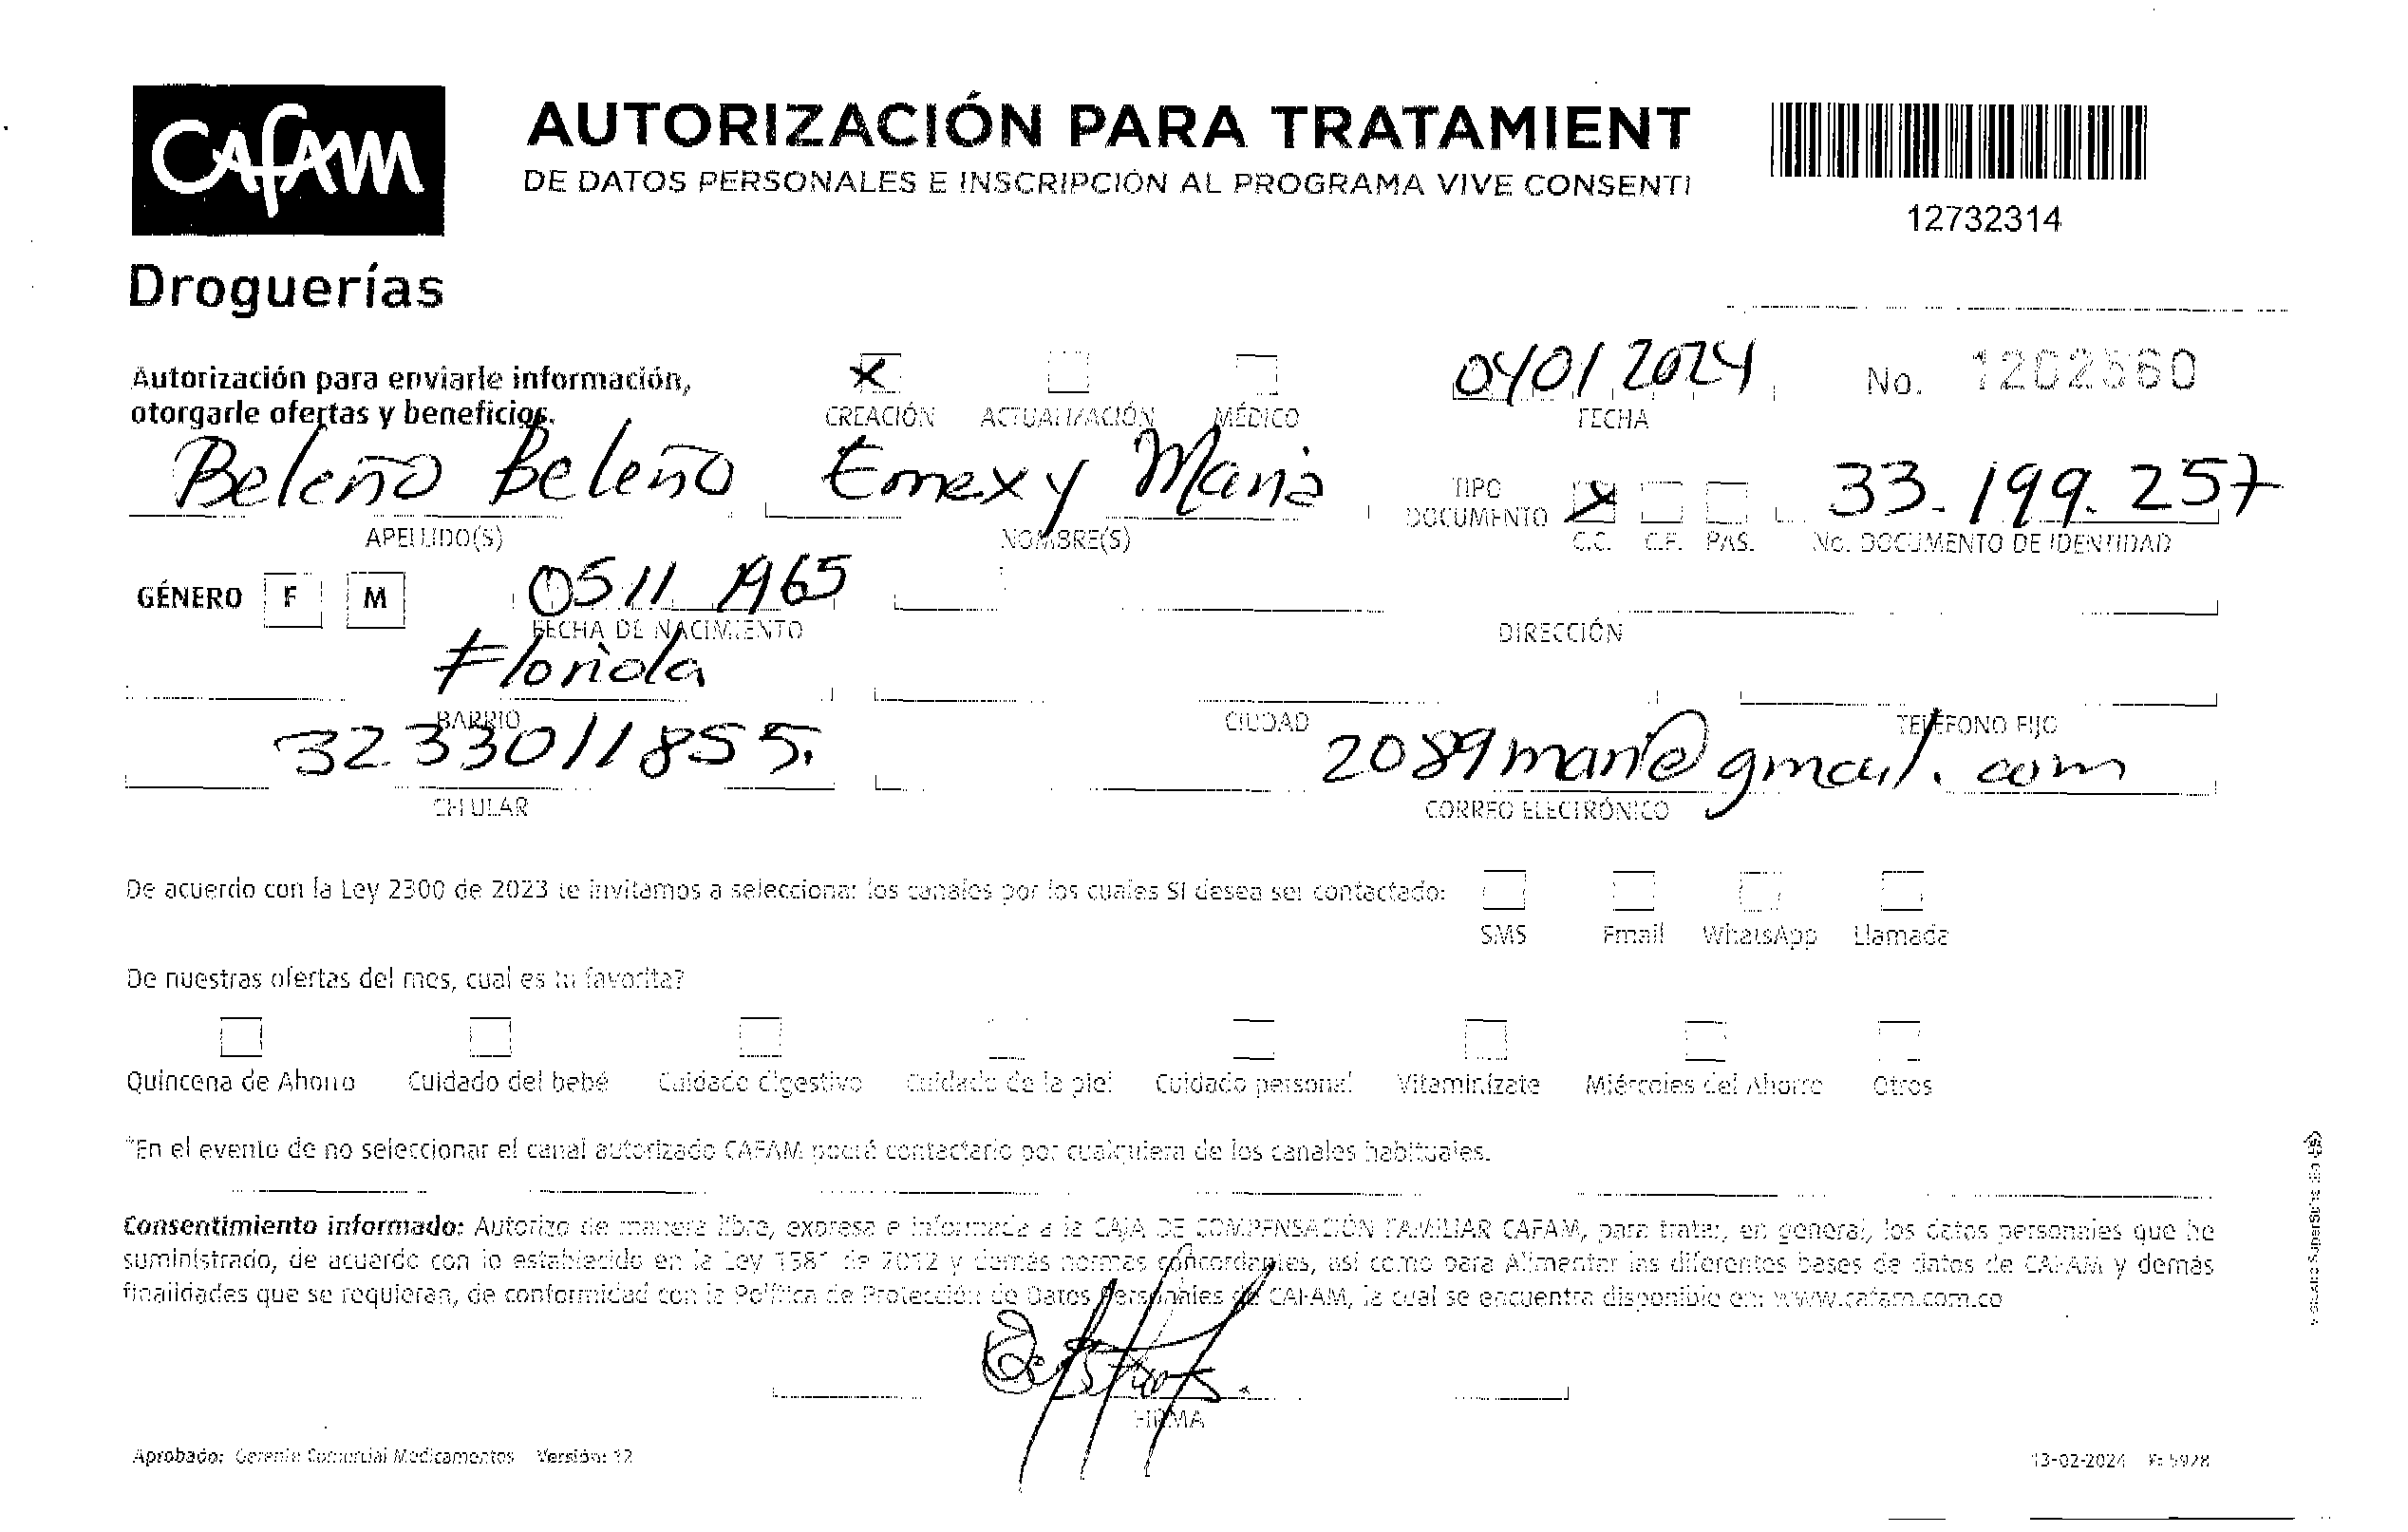 CAFAM
Droguerías
AUTORIZACIÓN PARA TRATAMIENT
DE DATOS PERSONALES E INSCRIPCIÓN AL PROGRAMA VIVE CONSENTI
12732314
Autorización para enviarle información,
otorgarle ofertas y beneficios.
X
CREACIÓN ACTUALIZACIÓN MÉDICO
04/01 2024
FECHA
No. 1202560
Beleño Beleño Emexy Maria
APELLIDO(S) NOMBRE(S)
TIPO DOCUMENTO X C.C. C.E. PAS.
33.199.257
No. DOCUMENTO DE IDENTIDAD
GÉNERO F M
05 11 1965
FECHA DE NACIMIENTO DIRECCIÓN
Florida
BARRIO CIUDAD TELÉFONO FIJO
3233011855. 2089mari@gmail.com
CELULAR CORREO ELECTRÓNICO
De acuerdo con la Ley 2300 de 2023 te invitamos a seleccionar los canales por los cuales SI desea ser contactado:
SMS Email WhatsApp Llamada
De nuestras ofertas del mes, cual es tu favorita?
Quincena de Ahorro Cuidado del bebé Cuidado digestivo Cuidado de la piel Cuidado personal Vitaminízate Miércoles del Ahorro Otros
*En el evento de no seleccionar el canal autorizado CAFAM podrá contactarlo por cualquiera de los canales habituales.
Consentimiento informado: Autorizo de manera libre, expresa e informada a la CAJA DE COMPENSACIÓN FAMILIAR CAFAM, para tratar, en general, los datos personales que he
suministrado, de acuerdo con lo establecido en la Ley 1581 de 2012 y demás normas concordantes, así como para Alimentar las diferentes bases de datos de CAFAM y demás
finalidades que se requieran, de conformidad con la Política de Protección de Datos Personales de CAFAM, la cual se encuentra disponible en: www.cafam.com.co
FIRMA
Aprobado: Gerente Comercial Medicamentos Versión: 12
13-02-2024 F: 5928